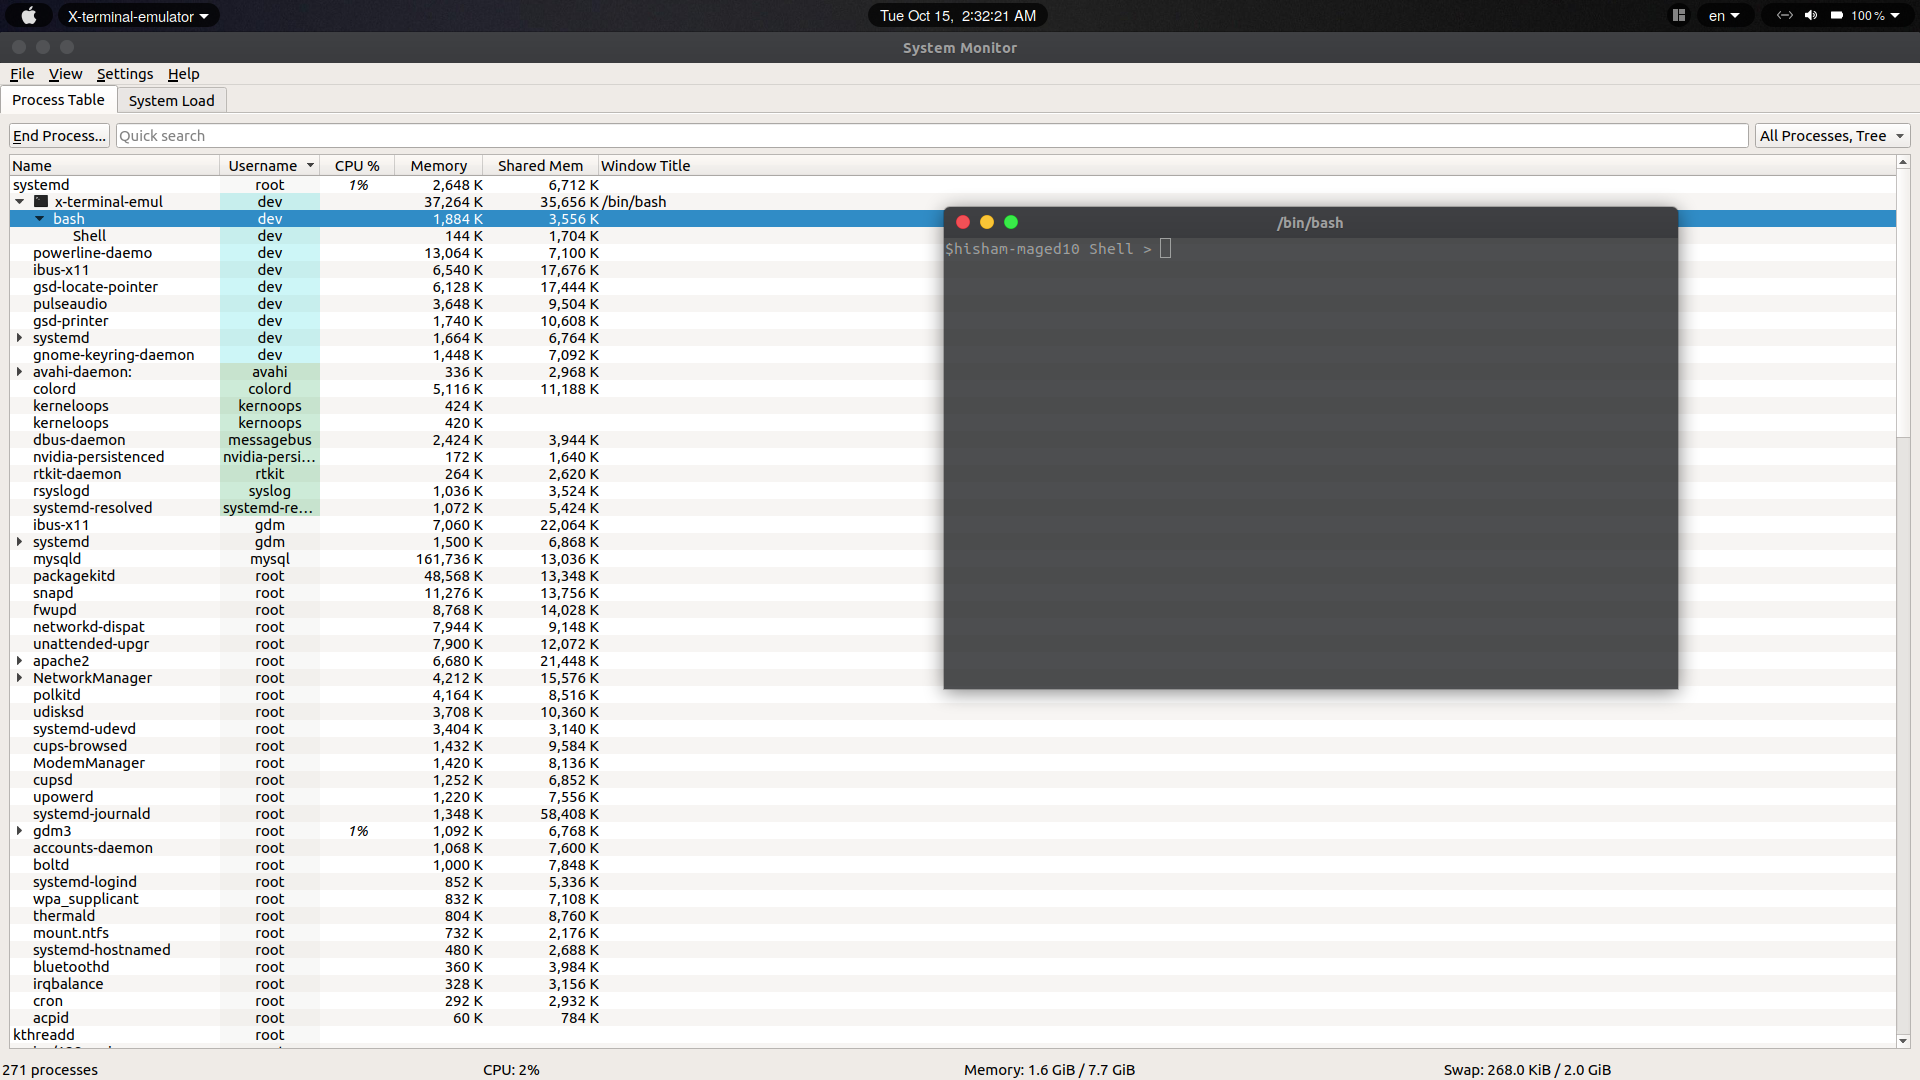 X-terminal-emulator
Tue Oct 15,  2:32:21 AM
en
100 %
System Monitor
File View Settings Help
Process Table System Load
End Process... Quick search All Processes, Tree
Name Username CPU % Memory Shared Mem Window Title
systemd root 1% 2,648 K 6,712 K
x-terminal-emul dev 37,264 K 35,656 K /bin/bash
bash dev 1,884 K 3,556 K
Shell dev 144 K 1,704 K
powerline-daemo dev 13,064 K 7,100 K
ibus-x11 dev 6,540 K 17,676 K
gsd-locate-pointer dev 6,128 K 17,444 K
pulseaudio dev 3,648 K 9,504 K
gsd-printer dev 1,740 K 10,608 K
systemd dev 1,664 K 6,764 K
gnome-keyring-daemon dev 1,448 K 7,092 K
avahi-daemon: avahi 336 K 2,968 K
colord colord 5,116 K 11,188 K
kerneloops kernoops 424 K
kerneloops kernoops 420 K
dbus-daemon messagebus 2,424 K 3,944 K
nvidia-persistenced nvidia-persi... 172 K 1,640 K
rtkit-daemon rtkit 264 K 2,620 K
rsyslogd syslog 1,036 K 3,524 K
systemd-resolved systemd-re... 1,072 K 5,424 K
ibus-x11 gdm 7,060 K 22,064 K
systemd gdm 1,500 K 6,868 K
mysqld mysql 161,736 K 13,036 K
packagekitd root 48,568 K 13,348 K
snapd root 11,276 K 13,756 K
fwupd root 8,768 K 14,028 K
networkd-dispat root 7,944 K 9,148 K
unattended-upgr root 7,900 K 12,072 K
apache2 root 6,680 K 21,448 K
NetworkManager root 4,212 K 15,576 K
polkitd root 4,164 K 8,516 K
udisksd root 3,708 K 10,360 K
systemd-udevd root 3,404 K 3,140 K
cups-browsed root 1,432 K 9,584 K
ModemManager root 1,420 K 8,136 K
cupsd root 1,252 K 6,852 K
upowerd root 1,220 K 7,556 K
systemd-journald root 1,348 K 58,408 K
gdm3 root 1% 1,092 K 6,768 K
accounts-daemon root 1,068 K 7,600 K
boltd root 1,000 K 7,848 K
systemd-logind root 852 K 5,336 K
wpa_supplicant root 832 K 7,108 K
thermald root 804 K 8,760 K
mount.ntfs root 732 K 2,176 K
systemd-hostnamed root 480 K 2,688 K
bluetoothd root 360 K 3,984 K
irqbalance root 328 K 3,156 K
cron root 292 K 2,932 K
acpid root 60 K 784 K
kthreadd root
/bin/bash
$hisham-maged10 Shell >
271 processes CPU: 2% Memory: 1.6 GiB / 7.7 GiB Swap: 268.0 KiB / 2.0 GiB